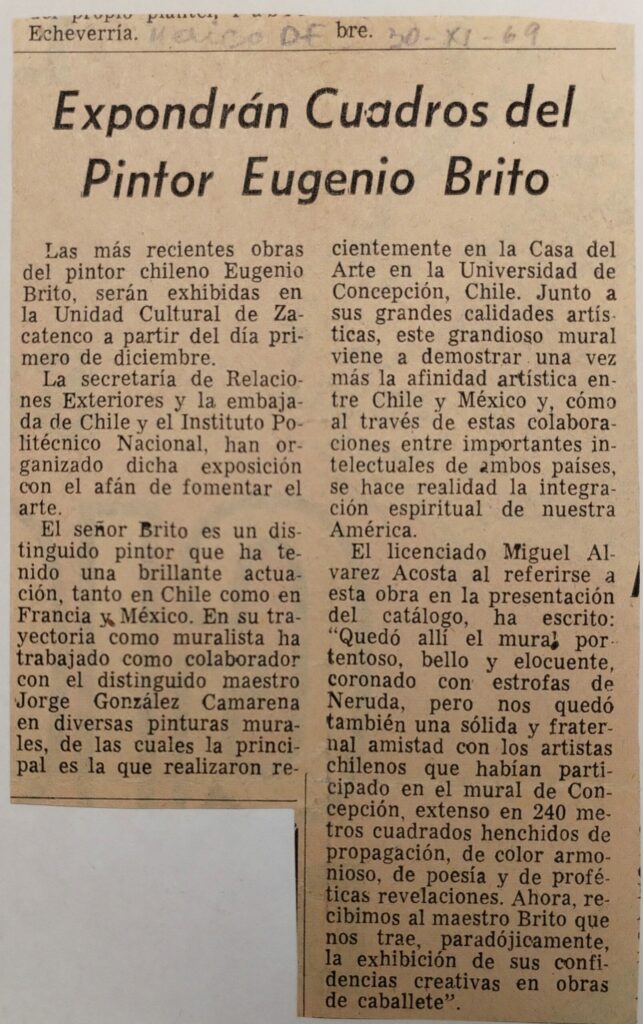 del propio plantel,
Echeverría.
bre.
Mexico DF 30-XI-69
Expondrán Cuadros del
Pintor Eugenio Brito
Las más recientes obras
del pintor chileno Eugenio
Brito, serán exhibidas en
la Unidad Cultural de Za-
catenco a partir del día pri-
mero de diciembre.
La secretaría de Relacio-
nes Exteriores y la embaja-
da de Chile y el Instituto Po-
litécnico Nacional, han or-
ganizado dicha exposición
con el afán de fomentar el
arte.
El señor Brito es un dis-
tinguido pintor que ha te-
nido una brillante actua-
ción, tanto en Chile como en
Francia y México. En su tra-
yectoria como muralista ha
trabajado como colaborador
con el distinguido maestro
Jorge González Camarena
en diversas pinturas mura-
les, de las cuales la princi-
pal es la que realizaron re-
cientemente en la Casa del
Arte en la Universidad de
Concepción, Chile. Junto a
sus grandes calidades artís-
ticas, este grandioso mural
viene a demostrar una vez
más la afinidad artística en-
tre Chile y México y, cómo
al través de estas colabora-
ciones entre importantes in-
telectuales de ambos países,
se hace realidad la integra-
ción espiritual de nuestra
América.
El licenciado Miguel Al-
varez Acosta al referirse a
esta obra en la presentación
del catálogo, ha escrito:
"Quedó allí el mural por-
tentoso, bello y elocuente,
coronado con estrofas de
Neruda, pero nos quedó
también una sólida y frater-
nal amistad con los artistas
chilenos que habían parti-
cipado en el mural de Con-
cepción, extenso en 240 me-
tros cuadrados henchidos de
propagación, de color armo-
nioso, de poesía y de profé-
ticas revelaciones. Ahora, re-
cibimos al maestro Brito que
nos trae, paradójicamente,
la exhibición de sus confi-
dencias creativas en obras
de caballete".